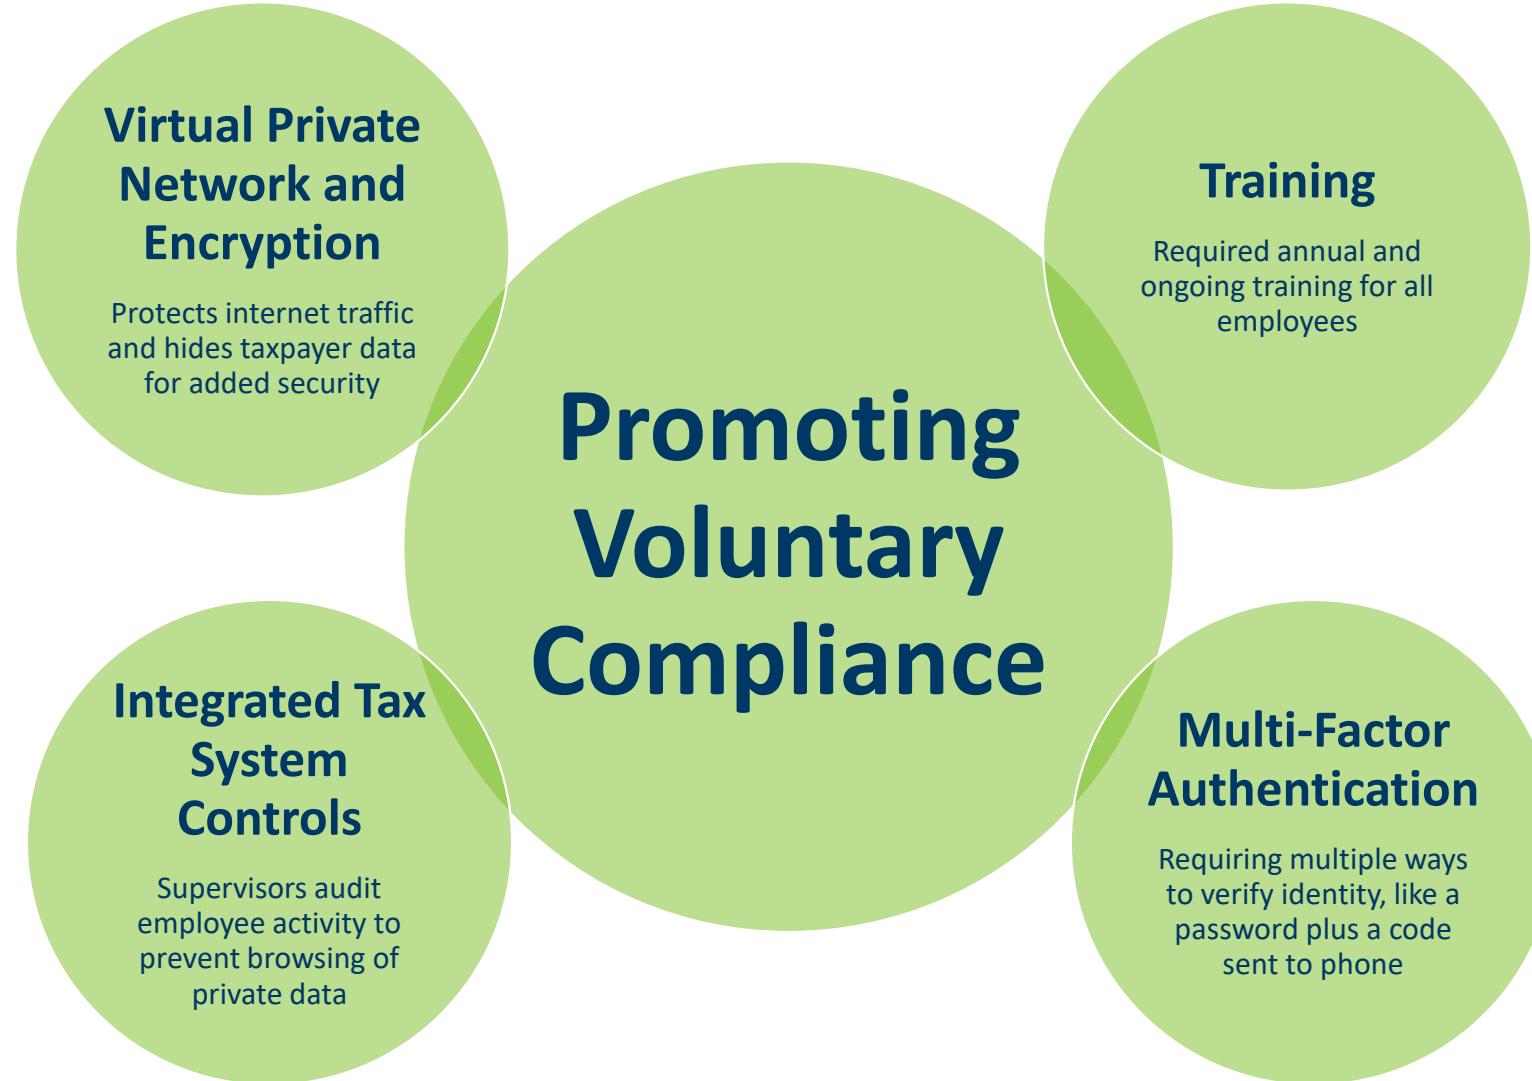 Virtual Private
Network and
Encryption
Protects internet traffic
and hides taxpayer data
for added security
Training
Required annual and
ongoing training for all
employees
Promoting
Voluntary
Compliance
Integrated Tax
System
Controls
Supervisors audit
employee activity to
prevent browsing of
private data
Multi-Factor
Authentication
Requiring multiple ways
to verify identity, like a
password plus a code
sent to phone